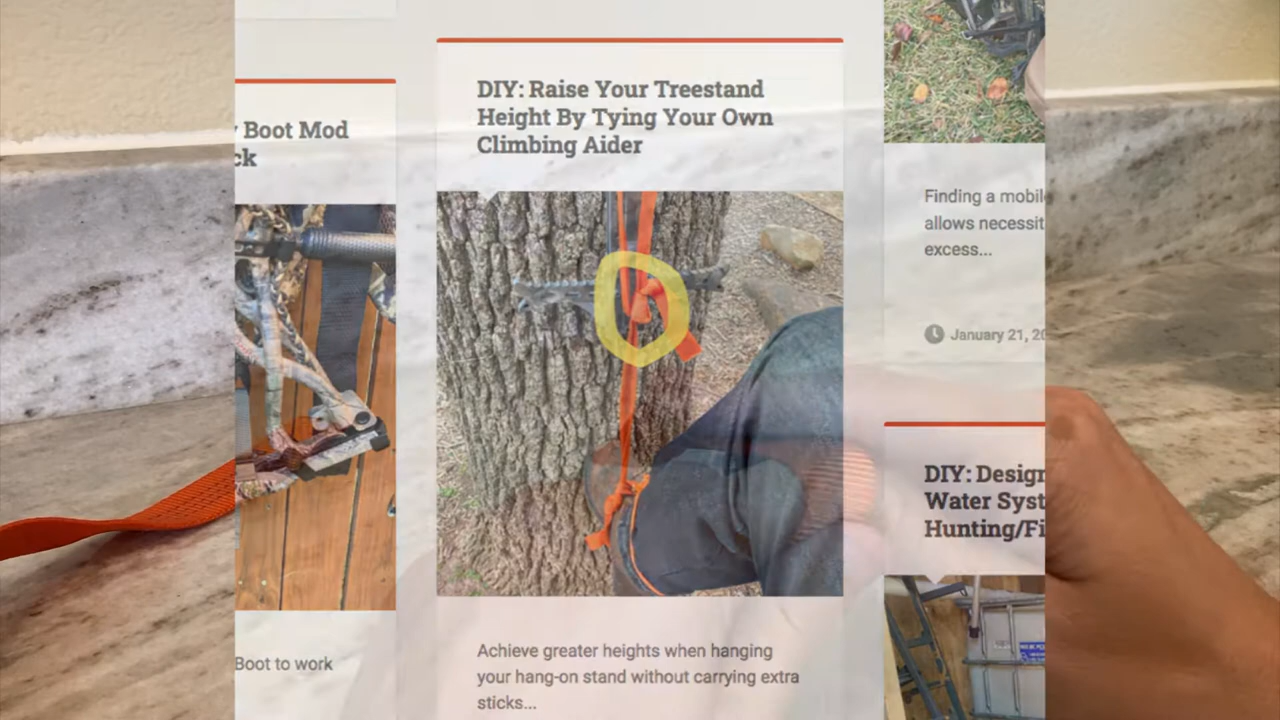 Boot Mod
ck
Boot to work
DIY: Raise Your Treestand
Height By Tying Your Own
Climbing Aider
Achieve greater heights when hanging
your hang-on stand without carrying extra
sticks...
Finding a mobil
allows necessit
excess...
January 21, 20
DIY: Design
Water Syst
Hunting/Fi